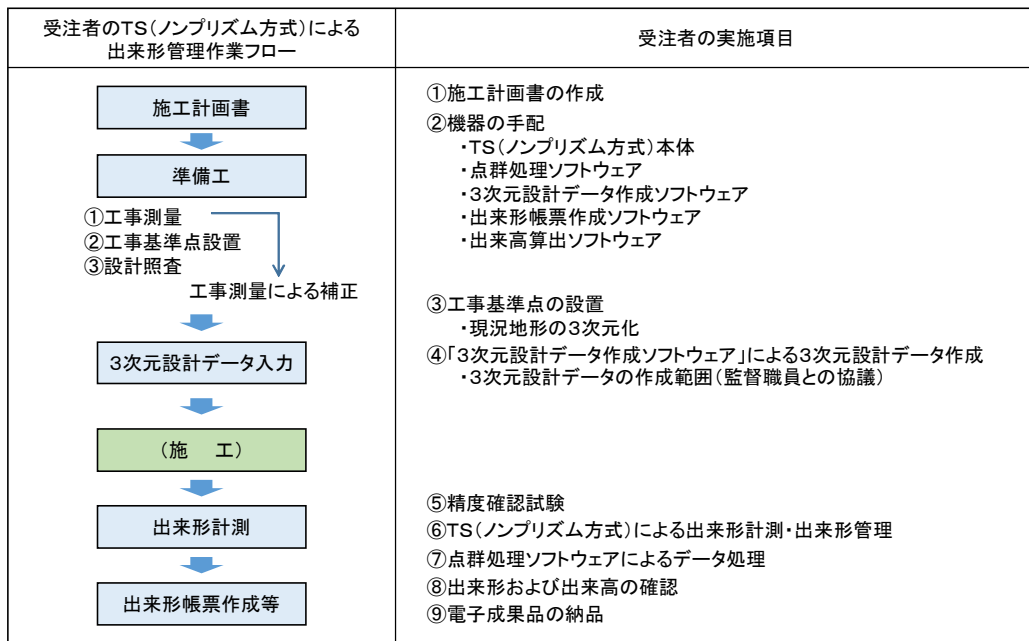 受注者のTS(ノンプリズム方式)による
出来形管理作業フロー
受注者の実施項目
施工計画書
準備工
①工事測量
②工事基準点設置
③設計照査
工事測量による補正
3次元設計データ入力
(施 工)
出来形計測
出来形帳票作成等
①施工計画書の作成
②機器の手配
・TS(ノンプリズム方式)本体
・点群処理ソフトウェア
・3次元設計データ作成ソフトウェア
・出来形帳票作成ソフトウェア
・出来高算出ソフトウェア
③工事基準点の設置
・現況地形の3次元化
④「3次元設計データ作成ソフトウェア」による3次元設計データ作成
・3次元設計データの作成範囲(監督職員との協議)
⑤精度確認試験
⑥TS(ノンプリズム方式)による出来形計測・出来形管理
⑦点群処理ソフトウェアによるデータ処理
⑧出来形および出来高の確認
⑨電子成果品の納品